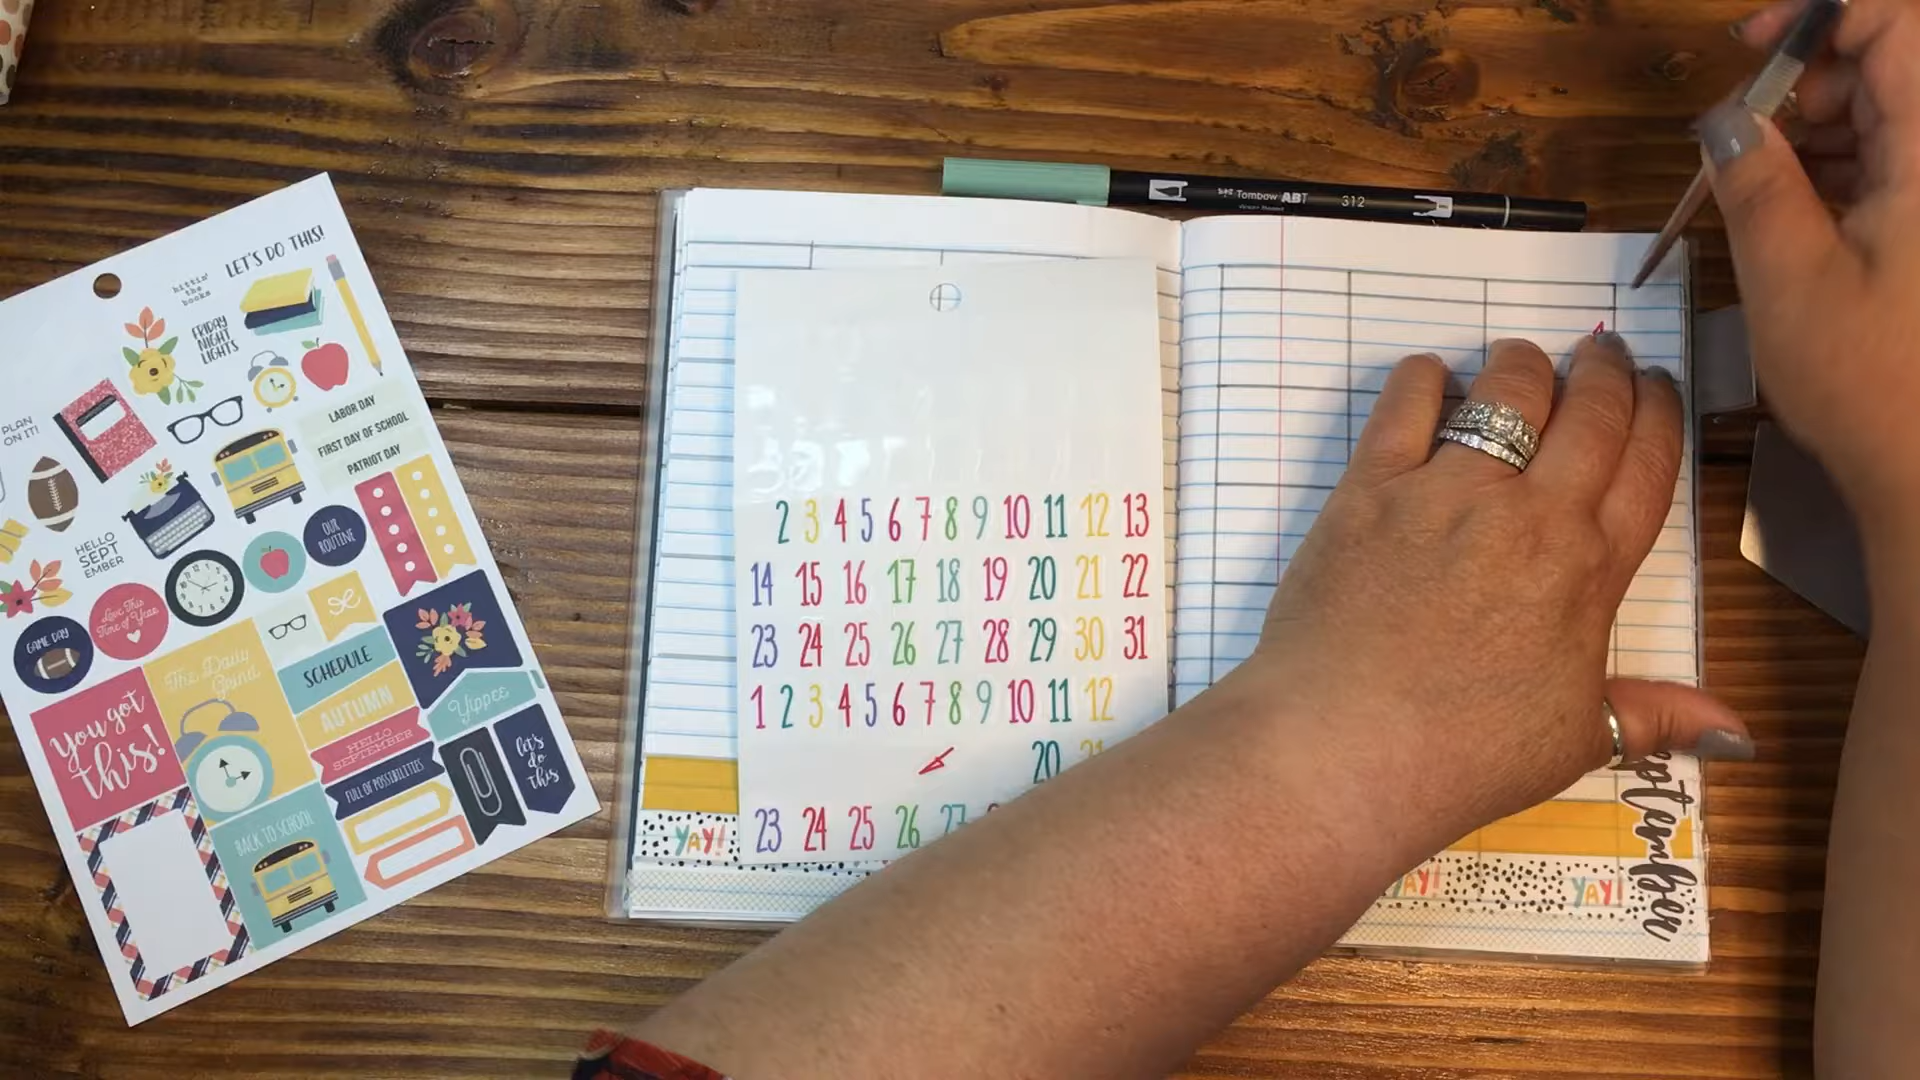 LET'S DO THIS!
hittin'
the
books
FRIDAY
NIGHT
LIGHTS
PLAN
ON IT!
LABOR DAY
FIRST DAY OF SCHOOL
PATRIOT DAY
HELLO
SEPT
EMBER
OUR
ROUTINE
Love This
Time of Year
GAME DAY
The Daily
Grind
SCHEDULE
AUTUMN
HELLO
SEPTEMBER
FULL OF POSSIBILITIES
Yippee
let's
do
this
You got
this!
BACK TO SCHOOL
Tombow ABT 312
2 3 4 5 6 7 8 9 10 11 12 13
14 15 16 17 18 19 20 21 22
23 24 25 26 27 28 29 30 31
1 2 3 4 5 6 7 8 9 10 11 12
20 21
23 24 25 26 27
YAY!
YAY!
YAY!